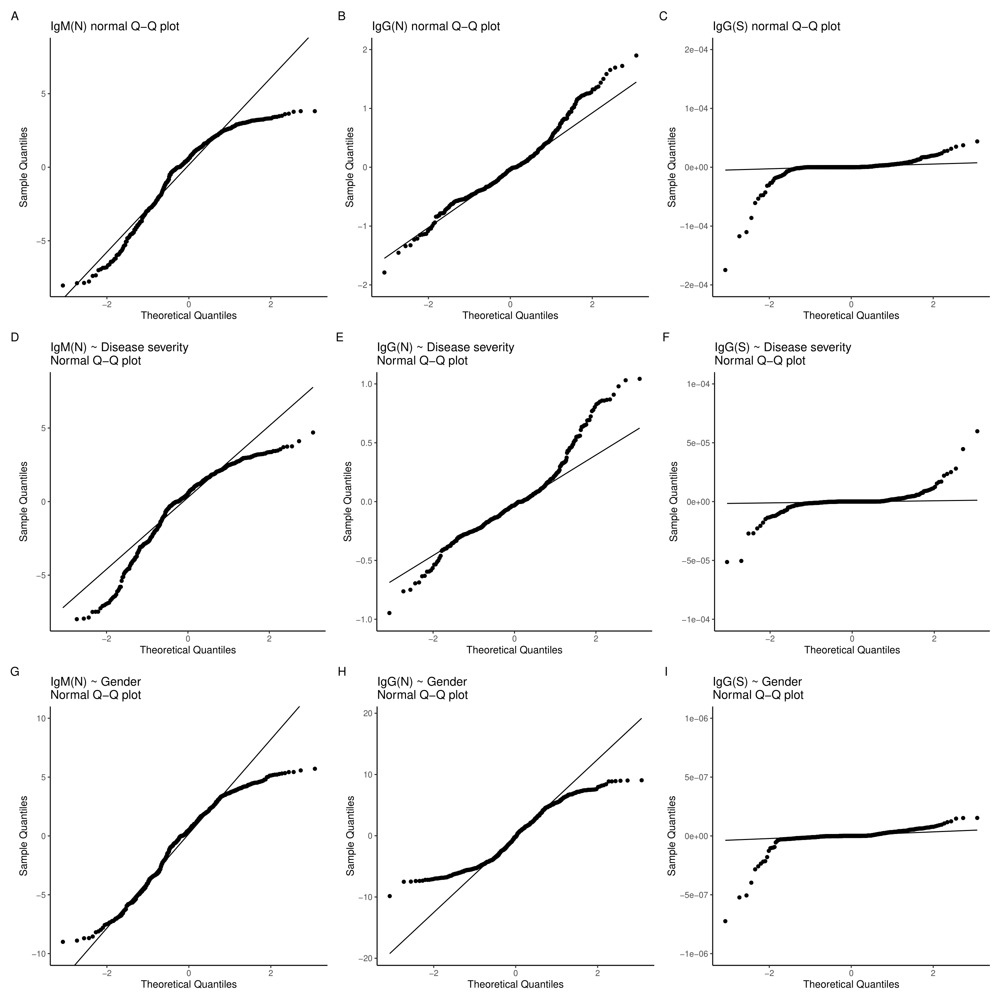 A
IgM(N) normal Q−Q plot
5
0
−5
−2
0
2
Sample Quantiles
Theoretical Quantiles
B
IgG(N) normal Q−Q plot
2
1
0
−1
−2
−2
0
2
Sample Quantiles
Theoretical Quantiles
C
IgG(S) normal Q−Q plot
2e−04
1e−04
0e+00
−1e−04
−2e−04
−2
0
2
Sample Quantiles
Theoretical Quantiles
D
IgM(N) ~ Disease severity
Normal Q−Q plot
5
0
−5
−2
0
2
Sample Quantiles
Theoretical Quantiles
E
IgG(N) ~ Disease severity
Normal Q−Q plot
1.0
0.5
0.0
−0.5
−1.0
−2
0
2
Sample Quantiles
Theoretical Quantiles
F
IgG(S) ~ Disease severity
Normal Q−Q plot
1e−04
5e−05
0e+00
−5e−05
−1e−04
−2
0
2
Sample Quantiles
Theoretical Quantiles
G
IgM(N) ~ Gender
Normal Q−Q plot
10
5
0
−5
−10
−2
0
2
Sample Quantiles
Theoretical Quantiles
H
IgG(N) ~ Gender
Normal Q−Q plot
20
10
0
−10
−20
−2
0
2
Sample Quantiles
Theoretical Quantiles
I
IgG(S) ~ Gender
Normal Q−Q plot
1e−06
5e−07
0e+00
−5e−07
−1e−06
−2
0
2
Sample Quantiles
Theoretical Quantiles